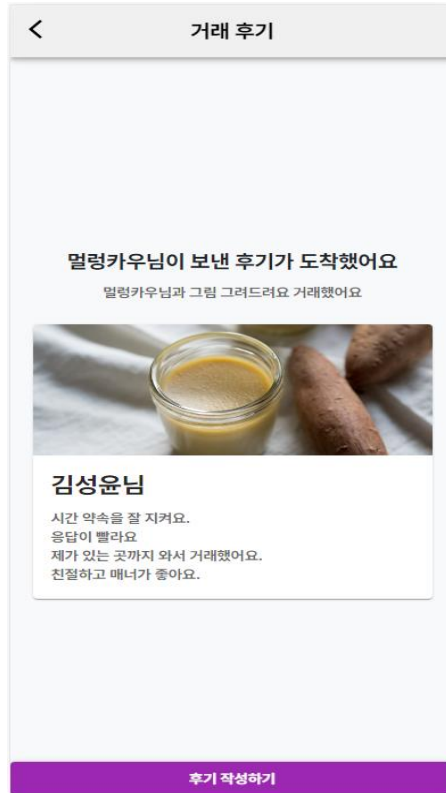 거래 후기
멀렁카우님이 보낸 후기가 도착했어요
멀렁카우님과 그림 그려드려요 거래했어요
김성윤님
시간 약속을 잘 지켜요.
응답이 빨라요
제가 있는 곳까지 와서 거래했어요.
친절하고 매너가 좋아요.
후기 작성하기